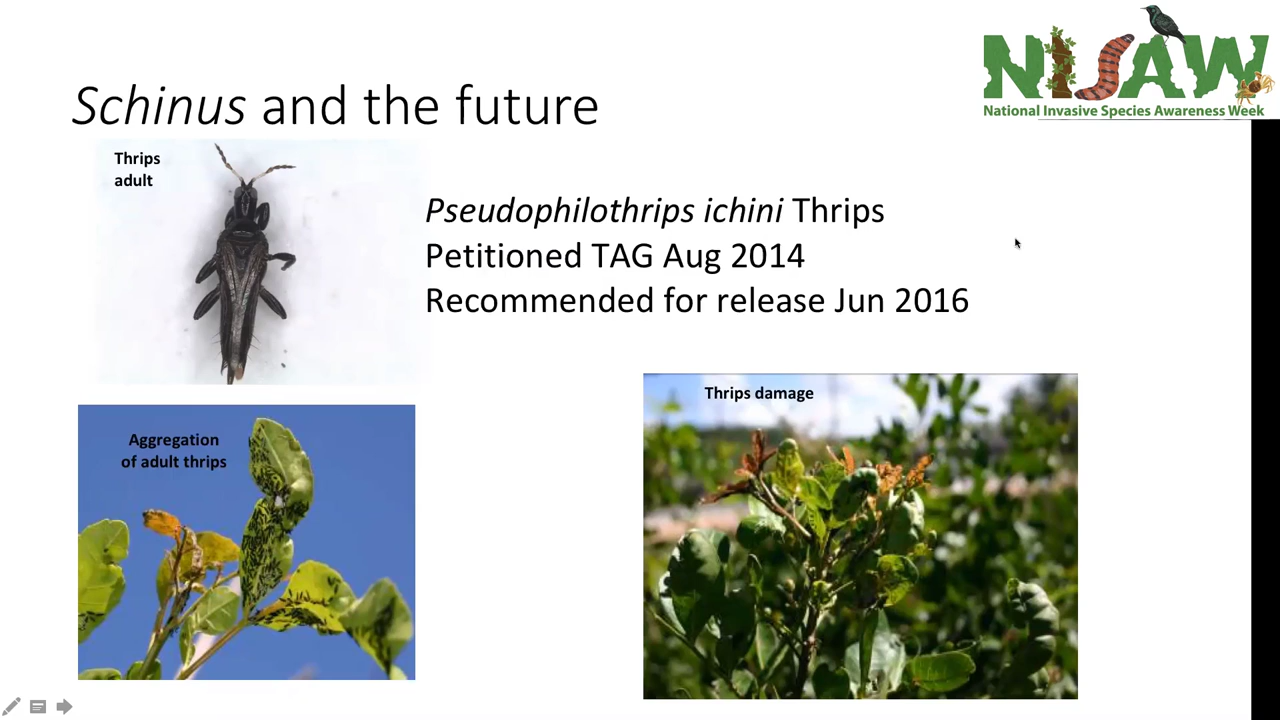 NISAW
National Invasive Species Awareness Week
Schinus and the future
Thrips
adult
Pseudophilothrips ichini Thrips
Petitioned TAG Aug 2014
Recommended for release Jun 2016
Aggregation
of adult thrips
Thrips damage